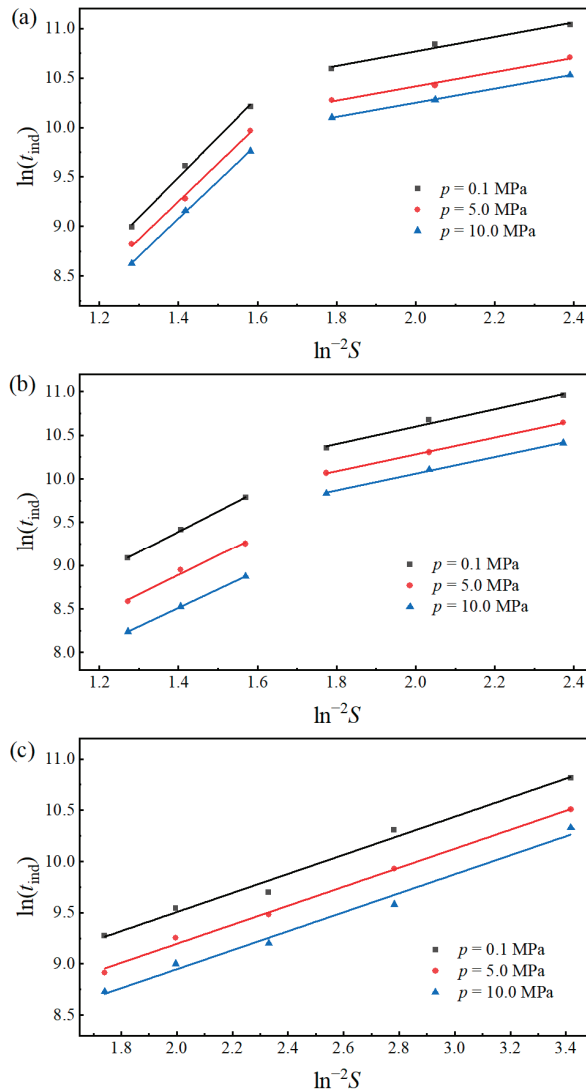 (a)
11.0
10.5
10.0
9.5
9.0
8.5
ln(t_ind)
p = 0.1 MPa
p = 5.0 MPa
p = 10.0 MPa
1.2 1.4 1.6 1.8 2.0 2.2 2.4
ln⁻²S
(b)
11.0
10.5
10.0
9.5
9.0
8.5
8.0
ln(t_ind)
p = 0.1 MPa
p = 5.0 MPa
p = 10.0 MPa
1.2 1.4 1.6 1.8 2.0 2.2 2.4
ln⁻²S
(c)
11.0
10.5
10.0
9.5
9.0
8.5
ln(t_ind)
p = 0.1 MPa
p = 5.0 MPa
p = 10.0 MPa
1.8 2.0 2.2 2.4 2.6 2.8 3.0 3.2 3.4
ln⁻²S